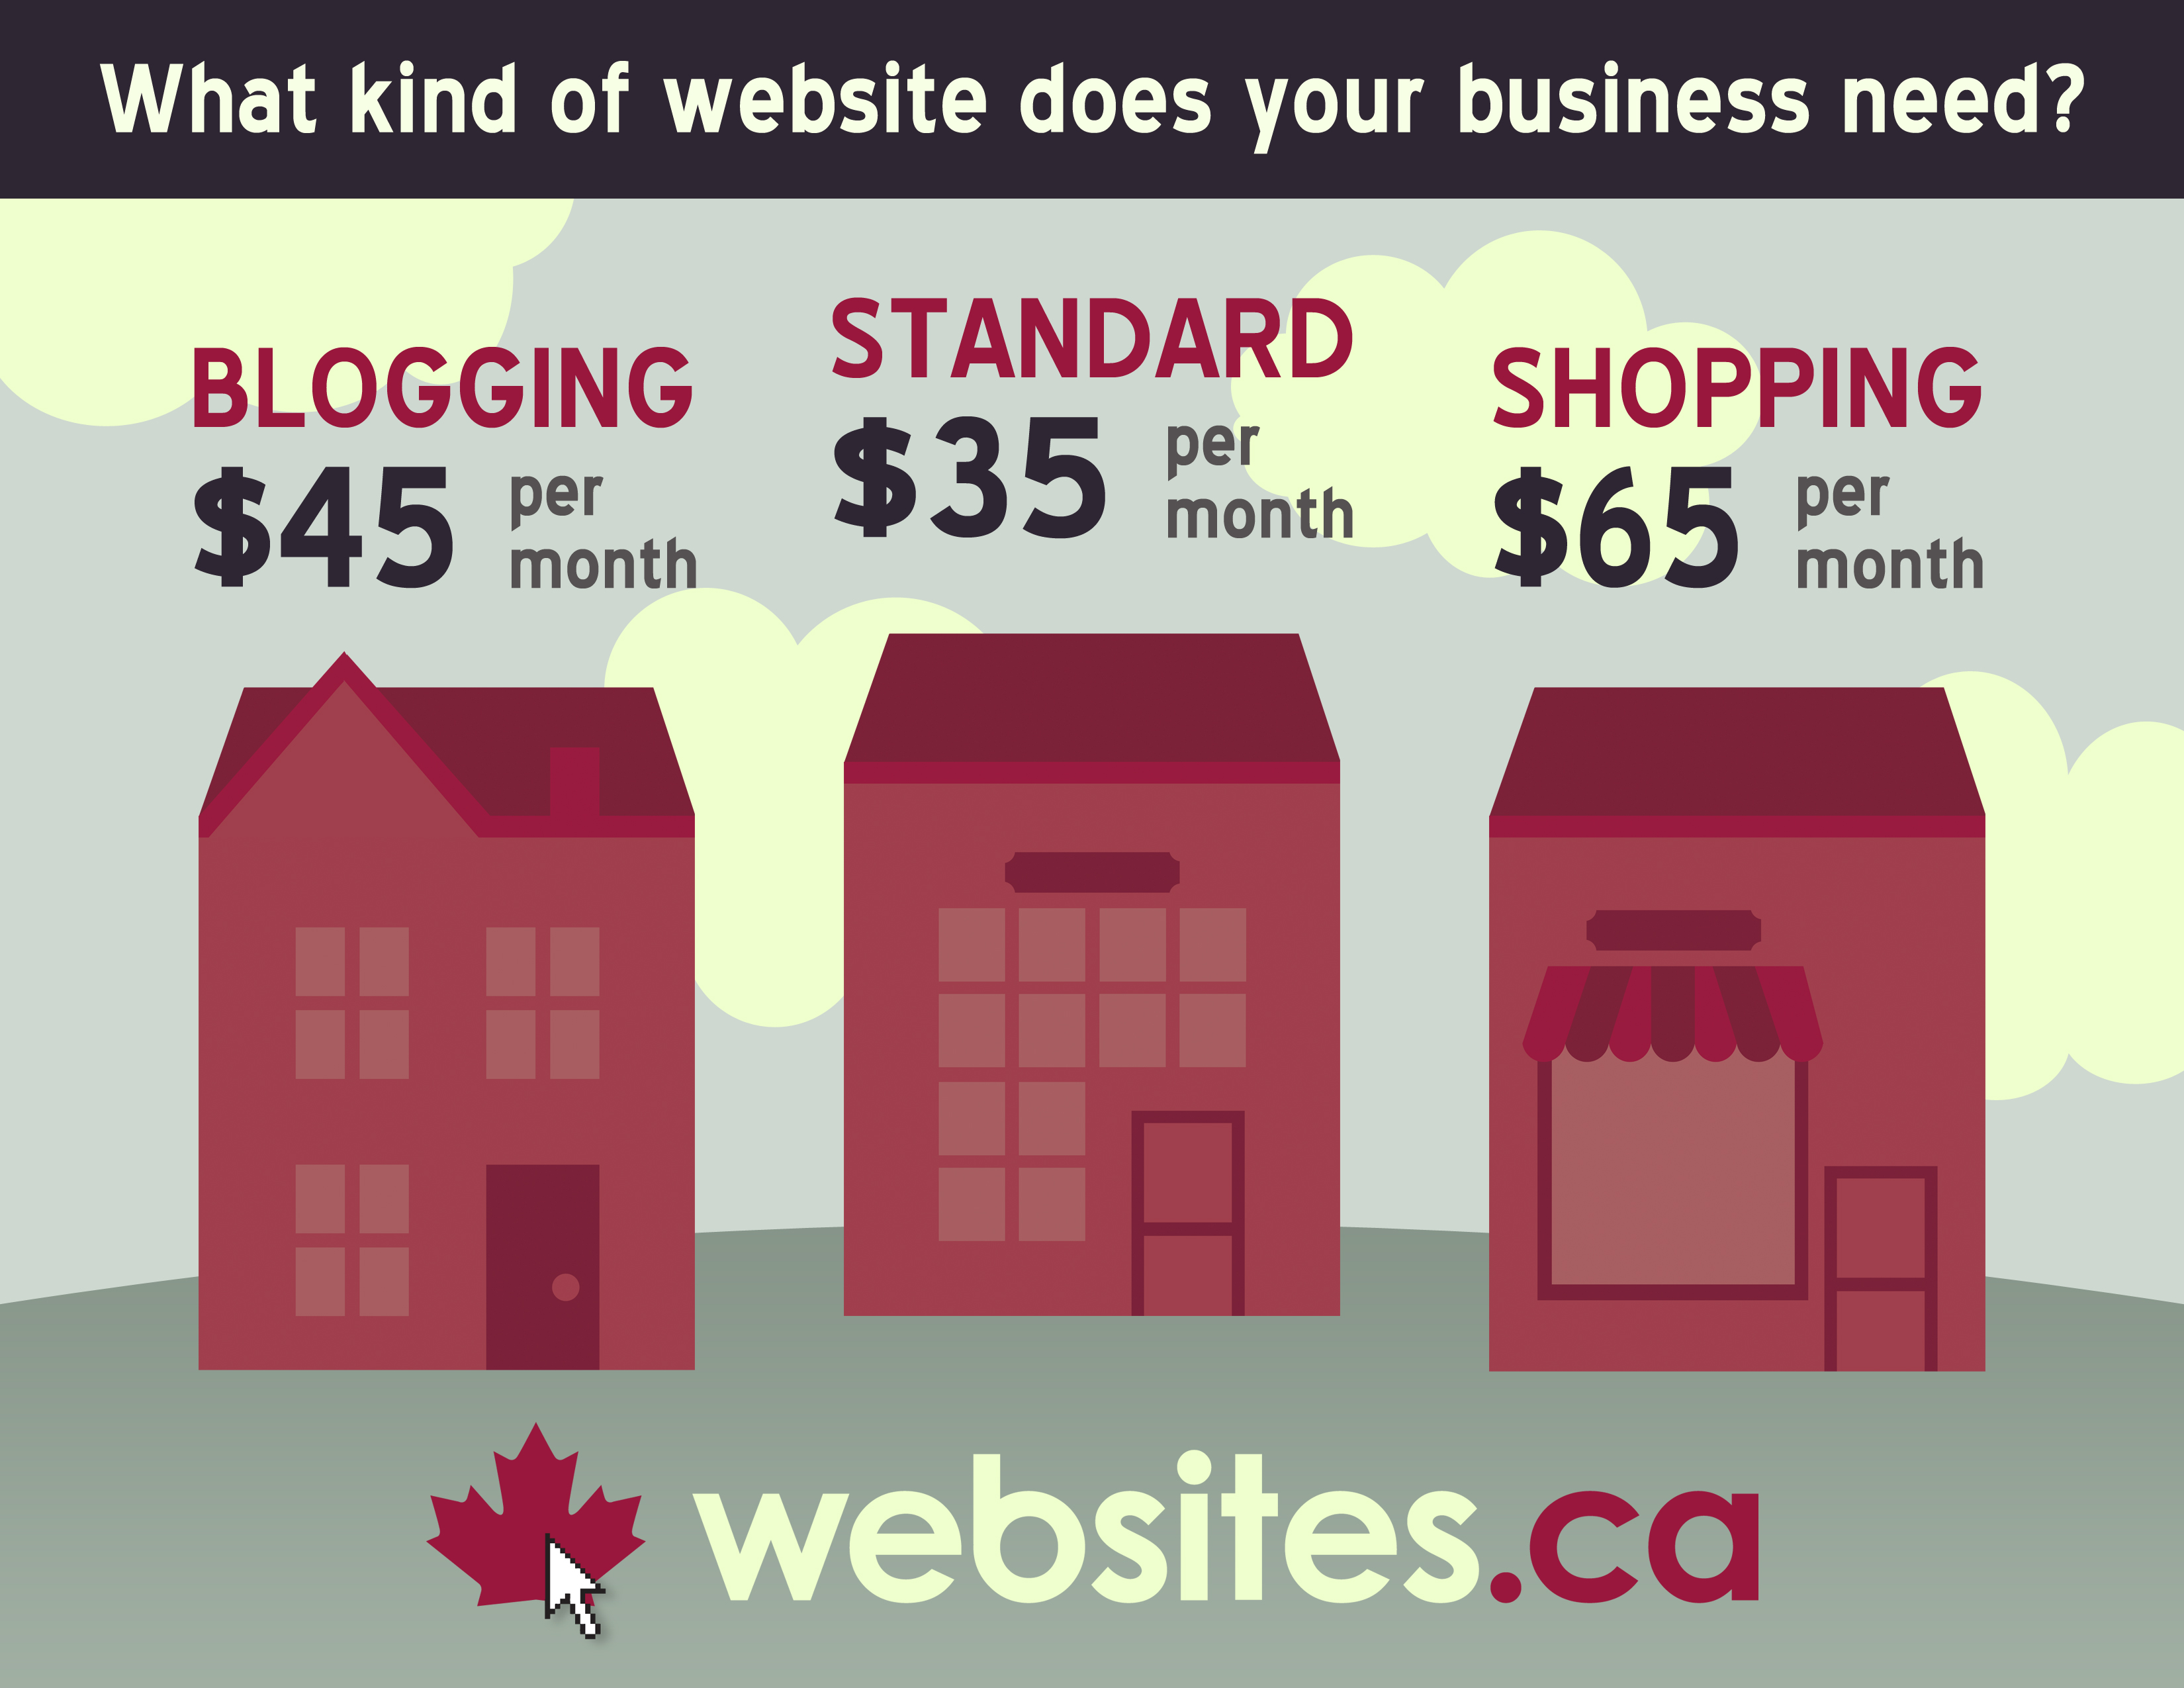 What kind of website does your business need?
BLOGGING
$45 per
month
STANDARD
$35 per
month
SHOPPING
$65 per
month
websites.ca